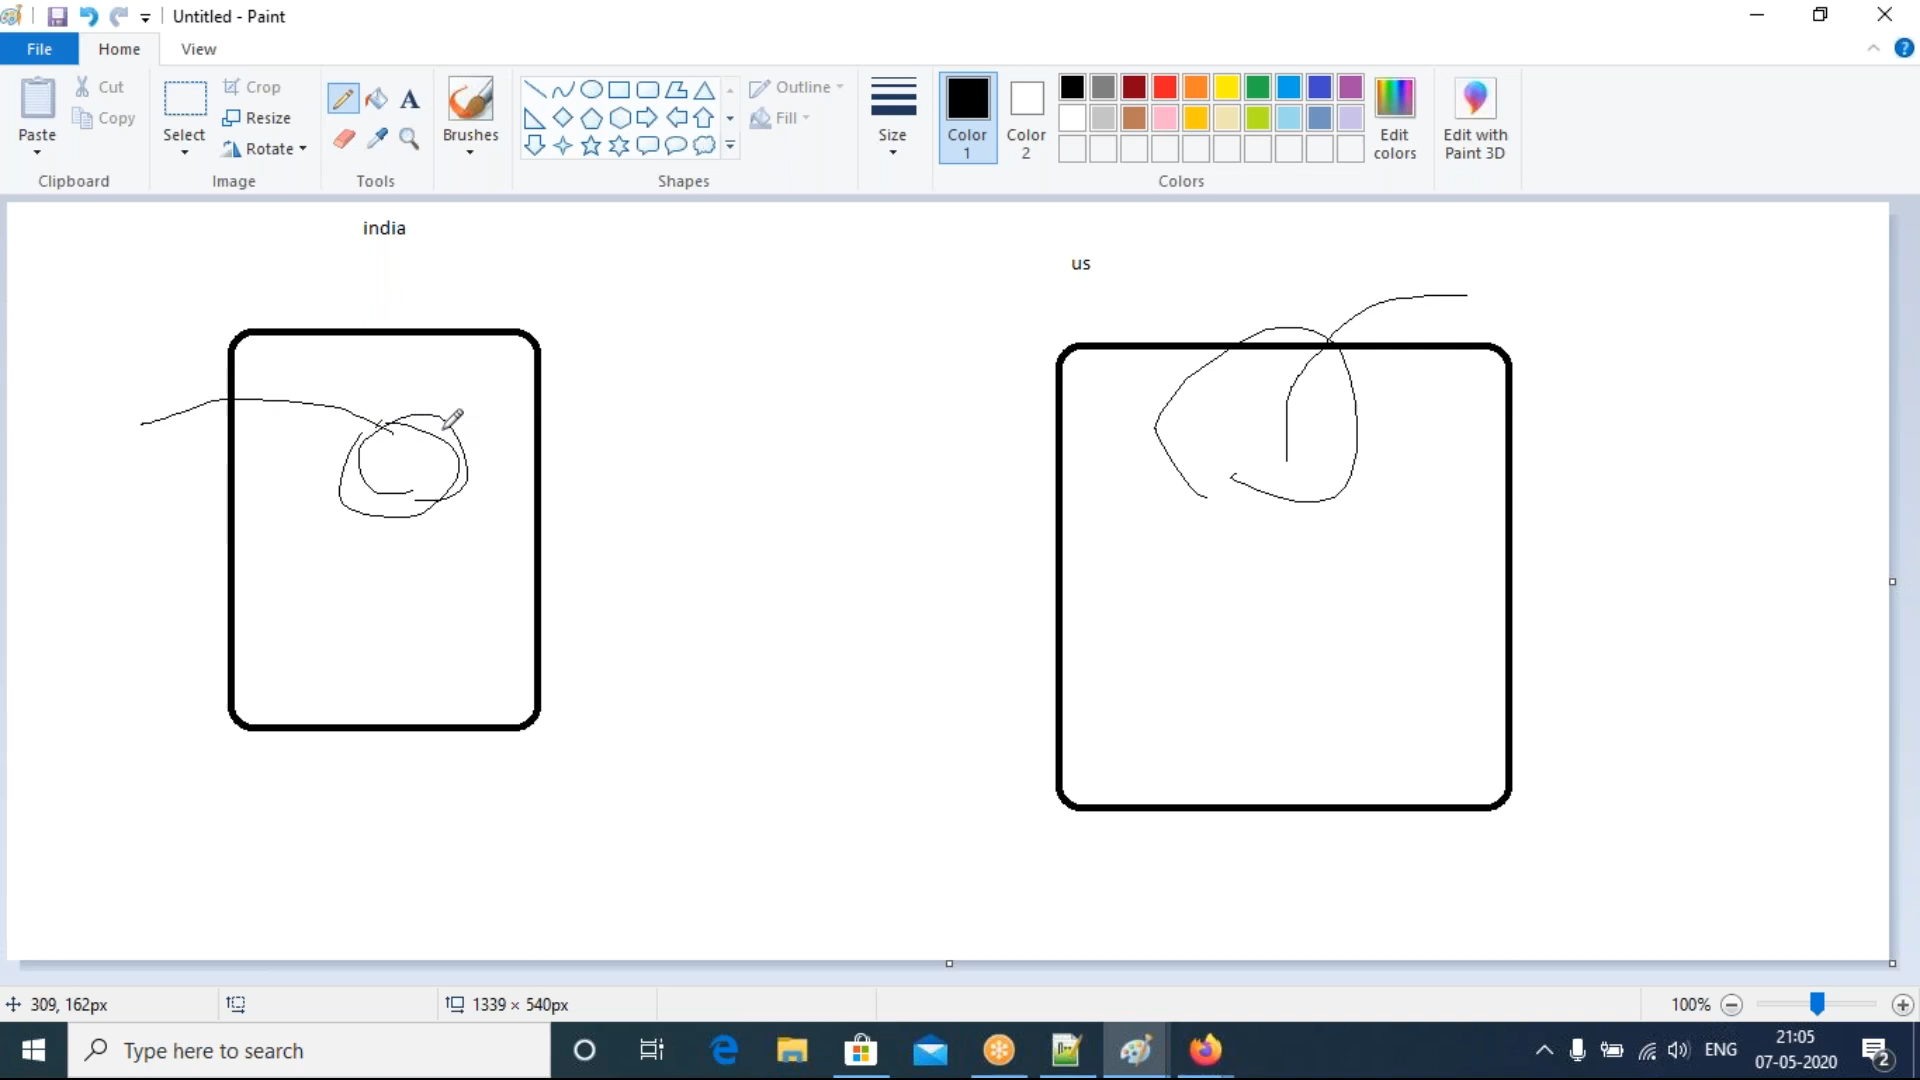 Untitled - Paint
File Home View
Paste
Cut
Copy
Clipboard
Select
Crop
Resize
Rotate
Image
Tools
Brushes
Shapes
Outline
Fill
Size
Color 1
Color 2
Colors
Edit colors
Edit with Paint 3D
india
us
309, 162px
1339 × 540px
100%
Type here to search
ENG
21:05
07-05-2020
2